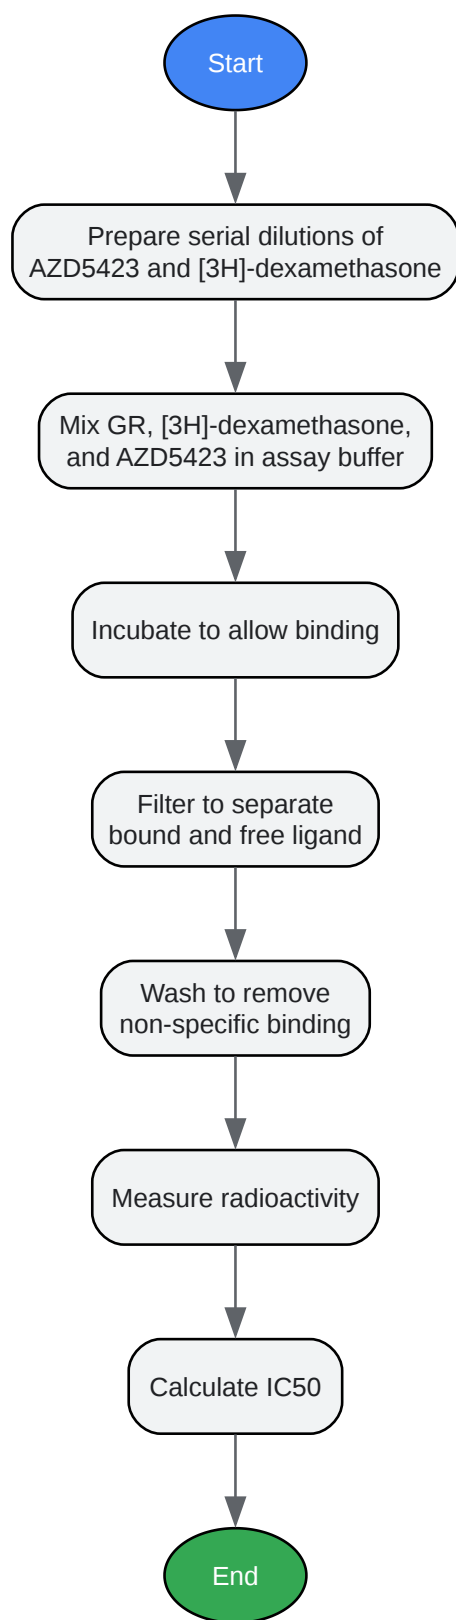 Start
Prepare serial dilutions of
AZD5423 and [3H]-dexamethasone
Mix GR, [3H]-dexamethasone,
and AZD5423 in assay buffer
Incubate to allow binding
Filter to separate
bound and free ligand
Wash to remove
non-specific binding
Measure radioactivity
Calculate IC50
End